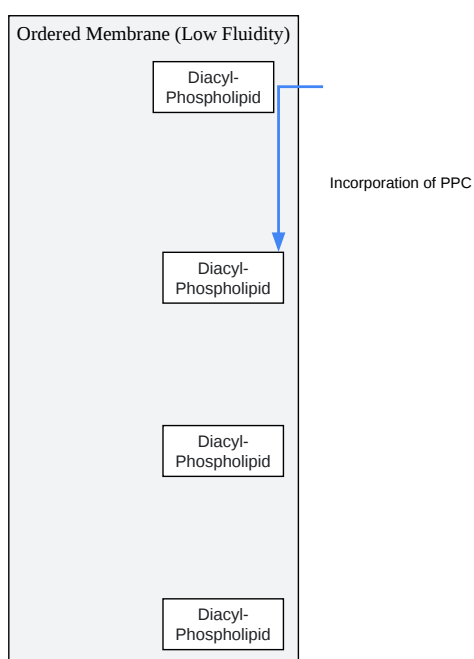 Ordered Membrane (Low Fluidity)
Diacyl-
Phospholipid
Incorporation of PPC
Diacyl-
Phospholipid
Diacyl-
Phospholipid
Diacyl-
Phospholipid